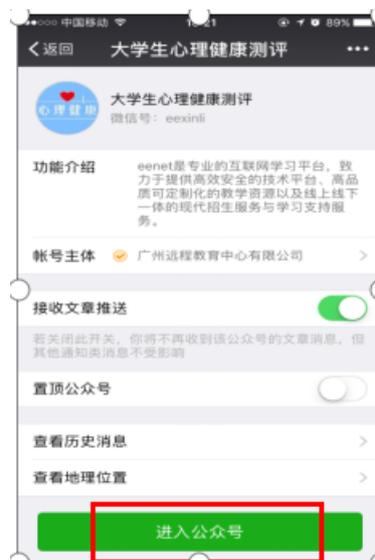 中国移动
89%
返回 大学生心理健康测评
心理健康
大学生心理健康测评
微信号: eexinli
功能介绍
eenet是专业的互联网学习平台，致
力于提供高效安全的技术平台、高品
质可定制化的教学资源以及线上线下
一体的现代招生服务与学习支持服
务。
帐号主体 广州远程教育中心有限公司
接收文章推送
若关闭此开关，你将不再收到该公众号的文章消息，但
其他通知类消息不受影响
置顶公众号
查看历史消息
查看地理位置
进入公众号